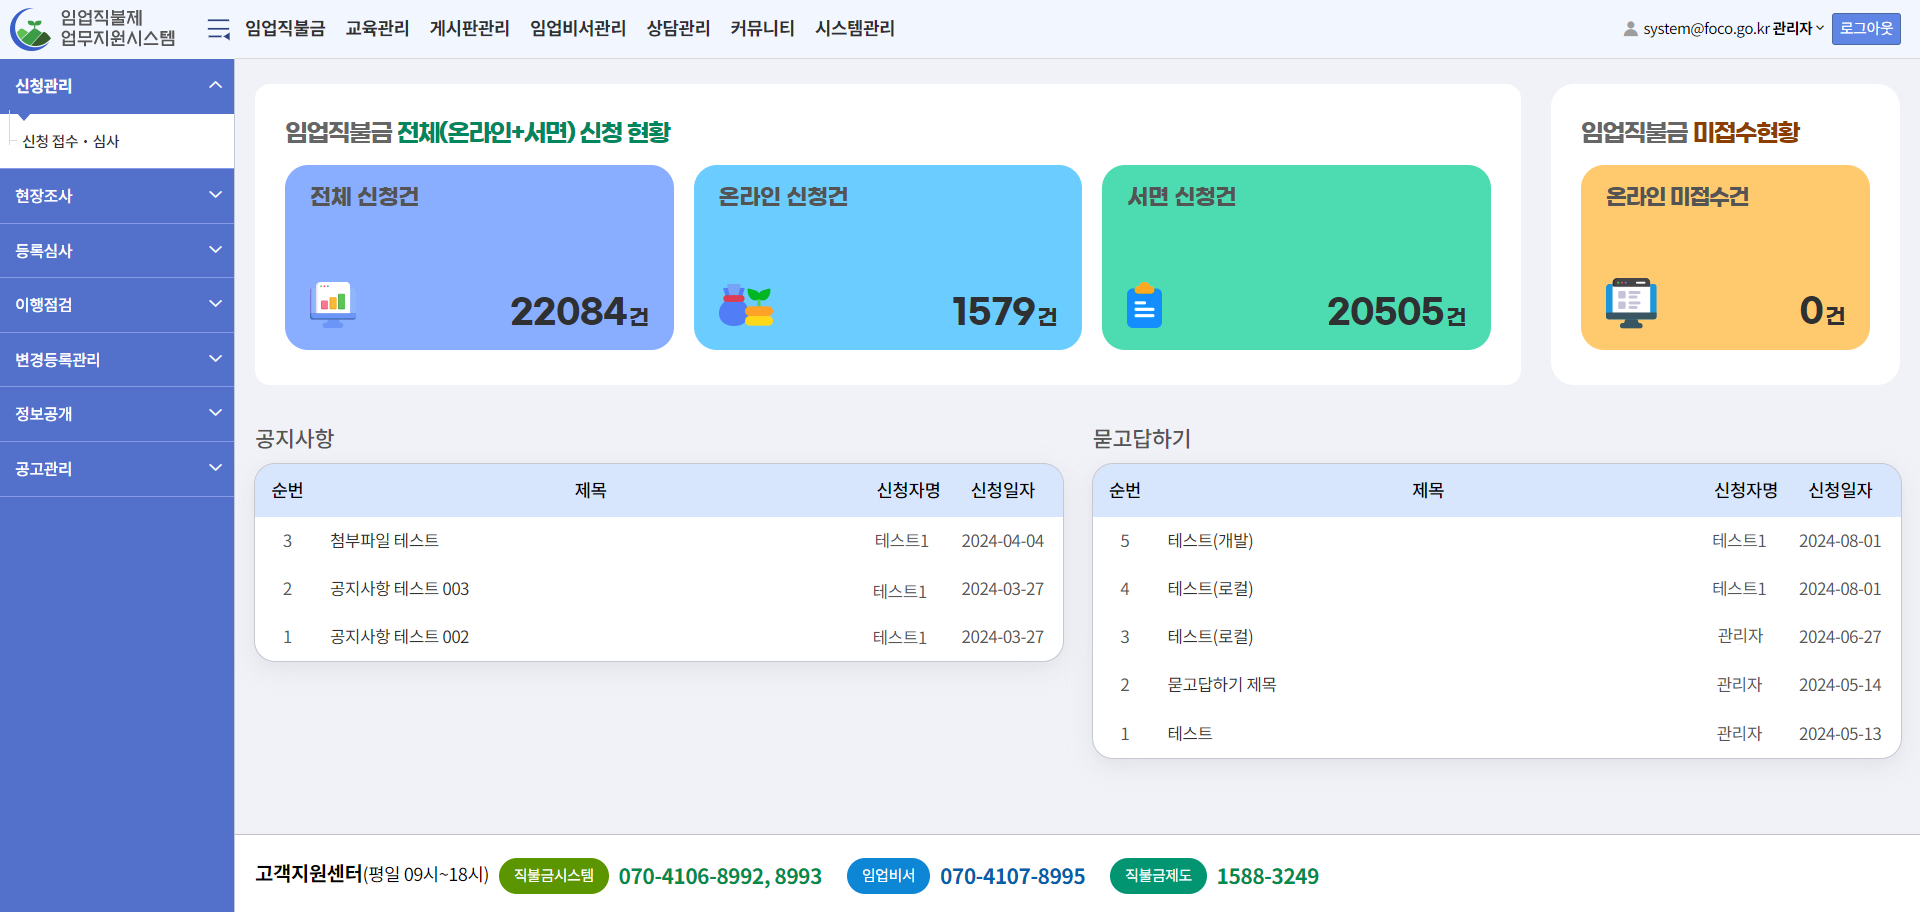 임업직불제
업무지원시스템
임업직불금 교육관리 게시판관리 임업비서관리 상담관리 커뮤니티 시스템관리
system@foco.go.kr 관리자 로그아웃
신청관리
신청 접수・심사
현장조사
등록심사
이행점검
변경등록관리
정보공개
공고관리
임업직불금 전체(온라인+서면) 신청 현황
전체 신청건
22084건
온라인 신청건
1579건
서면 신청건
20505건
임업직불금 미접수현황
온라인 미접수건
0건
공지사항
순번 제목 신청자명 신청일자
3 첨부파일 테스트 테스트1 2024-04-04
2 공지사항 테스트 003 테스트1 2024-03-27
1 공지사항 테스트 002 테스트1 2024-03-27
묻고답하기
순번 제목 신청자명 신청일자
5 테스트(개발) 테스트1 2024-08-01
4 테스트(로컬) 테스트1 2024-08-01
3 테스트(로컬) 관리자 2024-06-27
2 묻고답하기 제목 관리자 2024-05-14
1 테스트 관리자 2024-05-13
고객지원센터(평일 09시~18시) 직불금시스템 070-4106-8992, 8993 임업비서 070-4107-8995 직불금제도 1588-3249